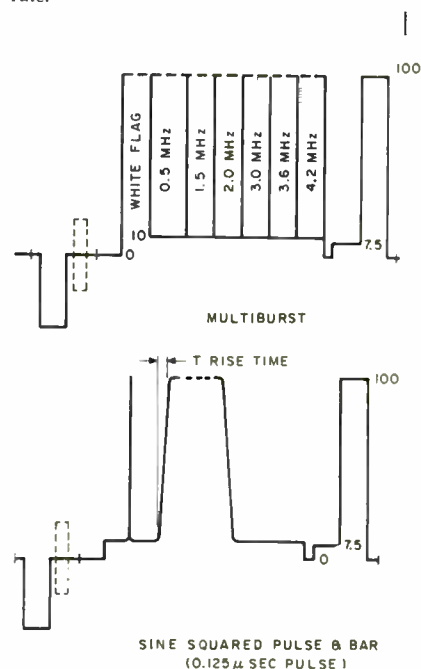 100
WHITE FLAG
0.5 MHz
1.5 MHz
2.0 MHz
3.0 MHz
3.6 MHz
4.2 MHz
10
0
7.5
MULTIBURST
T RISE TIME
100
7.5
0
SINE SQUARED PULSE & BAR
(0.125 μ SEC PULSE)